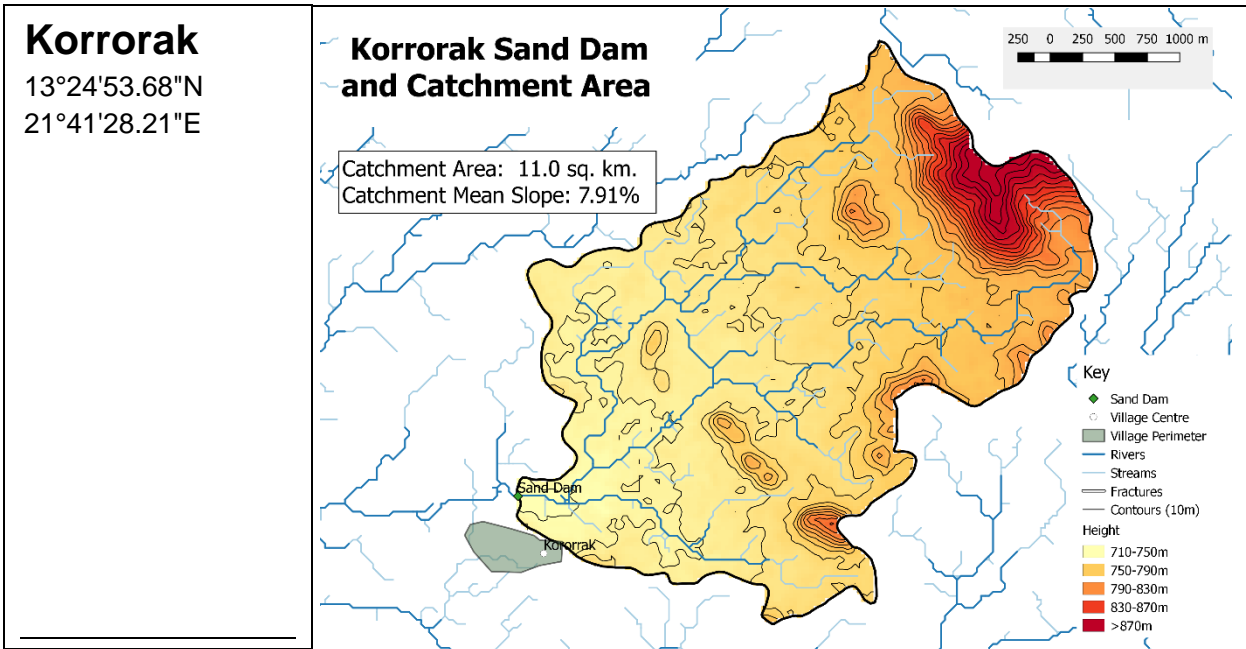 Korrorak
13°24'53.68"N
21°41'28.21"E
Korrorak Sand Dam
and Catchment Area
250 0 250 500 750 1000 m
Catchment Area: 11.0 sq. km.
Catchment Mean Slope: 7.91%
Sand Dam
Kororrak
Key
Sand Dam
Village Centre
Village Perimeter
Rivers
Streams
Fractures
Contours (10m)
Height
710-750m
750-790m
790-830m
830-870m
>870m